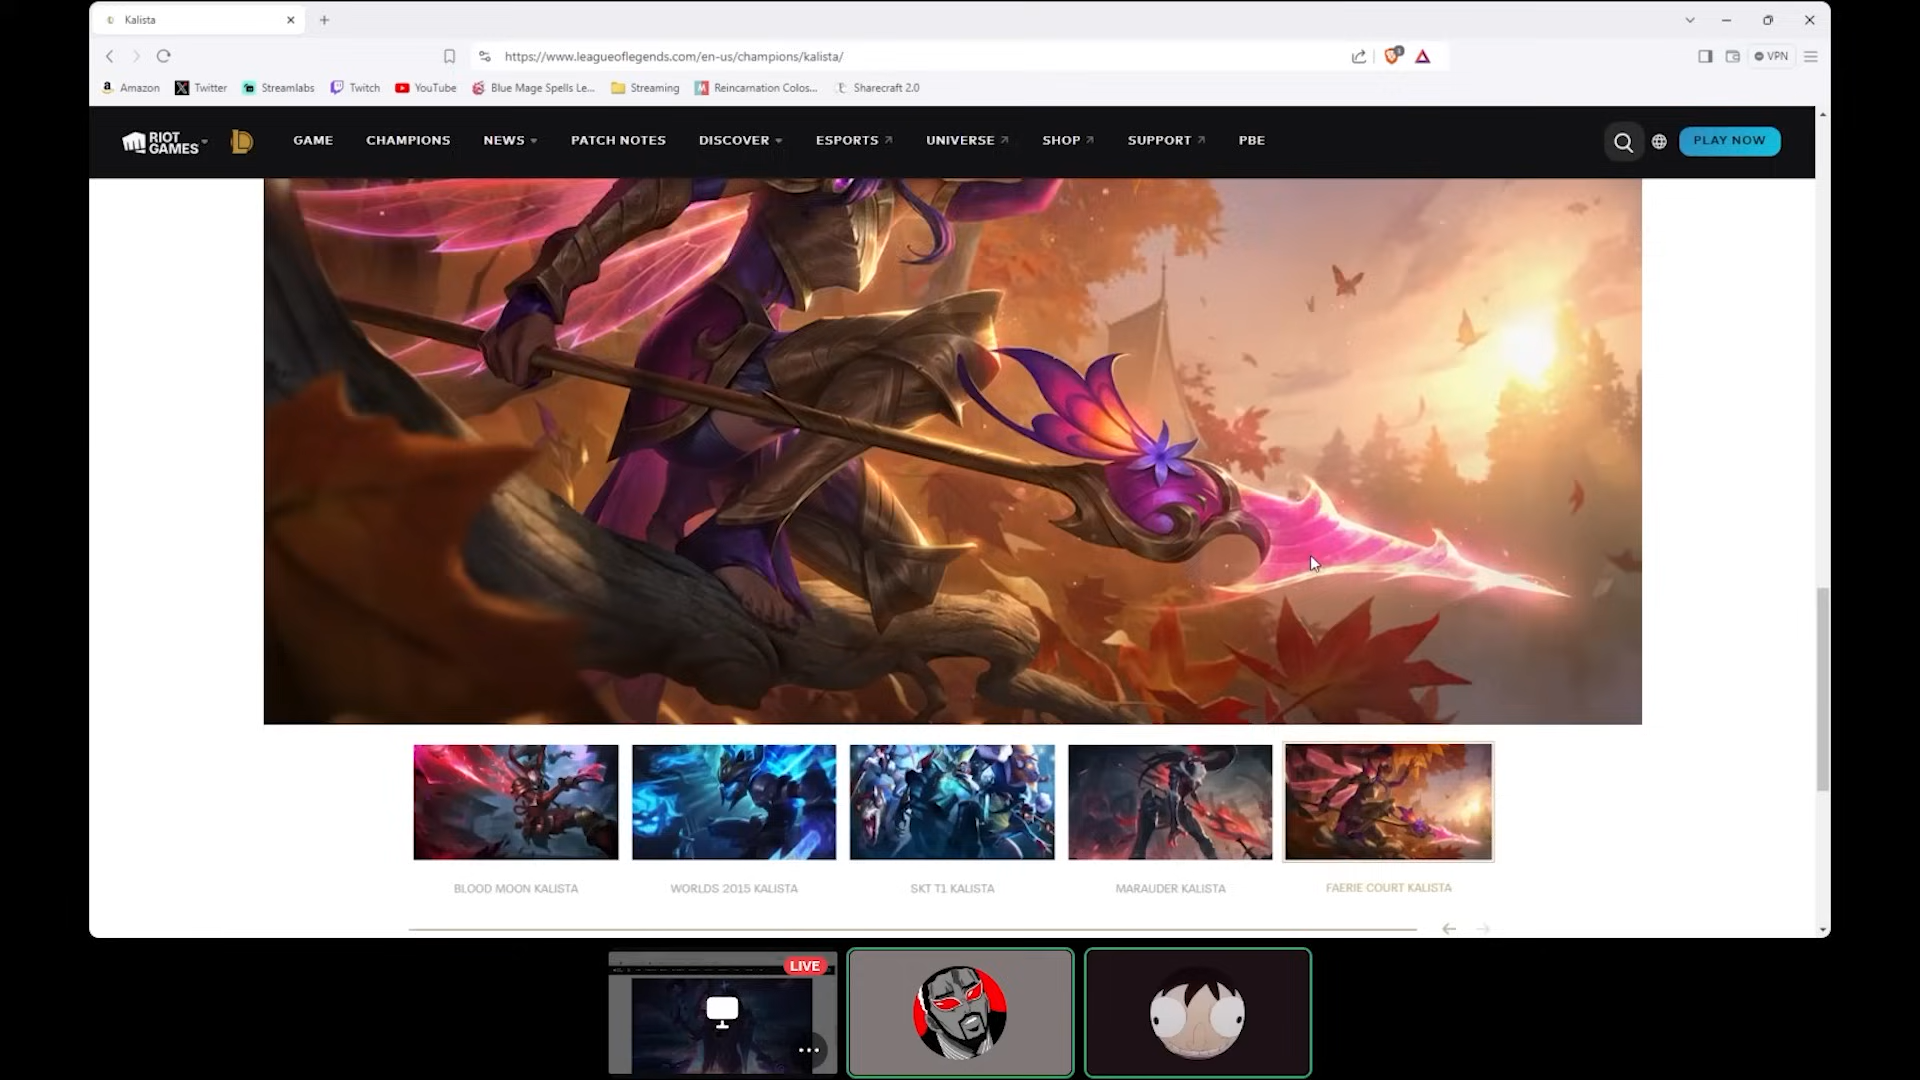 Kalista
https://www.leagueoflegends.com/en-us/champions/kalista/
VPN
Amazon
Twitter
Streamlabs
Twitch
YouTube
Blue Mage Spells Le...
Streaming
Reincarnation Colos...
Sharecraft 2.0
RIOT
GAMES
GAME
CHAMPIONS
NEWS
PATCH NOTES
DISCOVER
ESPORTS
UNIVERSE
SHOP
SUPPORT
PBE
PLAY NOW
BLOOD MOON KALISTA
WORLDS 2015 KALISTA
SKT T1 KALISTA
MARAUDER KALISTA
FAERIE COURT KALISTA
LIVE